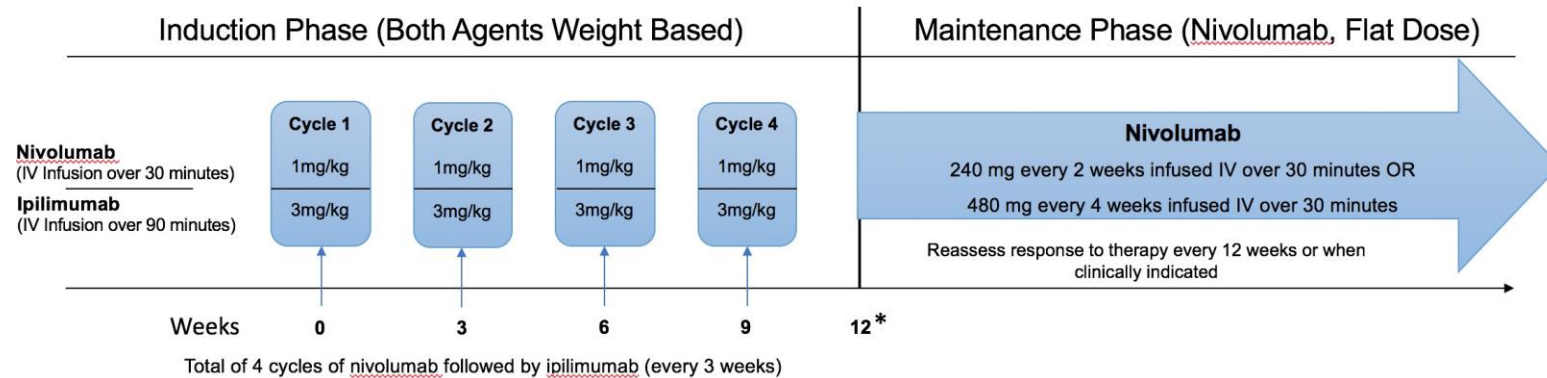 Induction Phase (Both Agents Weight Based)
Maintenance Phase (Nivolumab, Flat Dose)
Nivolumab
(IV Infusion over 30 minutes)
Ipilimumab
(IV Infusion over 90 minutes)
Cycle 1
1mg/kg
3mg/kg
Cycle 2
1mg/kg
3mg/kg
Cycle 3
1mg/kg
3mg/kg
Cycle 4
1mg/kg
3mg/kg
Nivolumab
240 mg every 2 weeks infused IV over 30 minutes OR
480 mg every 4 weeks infused IV over 30 minutes
Reassess response to therapy every 12 weeks or when
clinically indicated
Weeks 0 3 6 9 12*
Total of 4 cycles of nivolumab followed by ipilimumab (every 3 weeks)